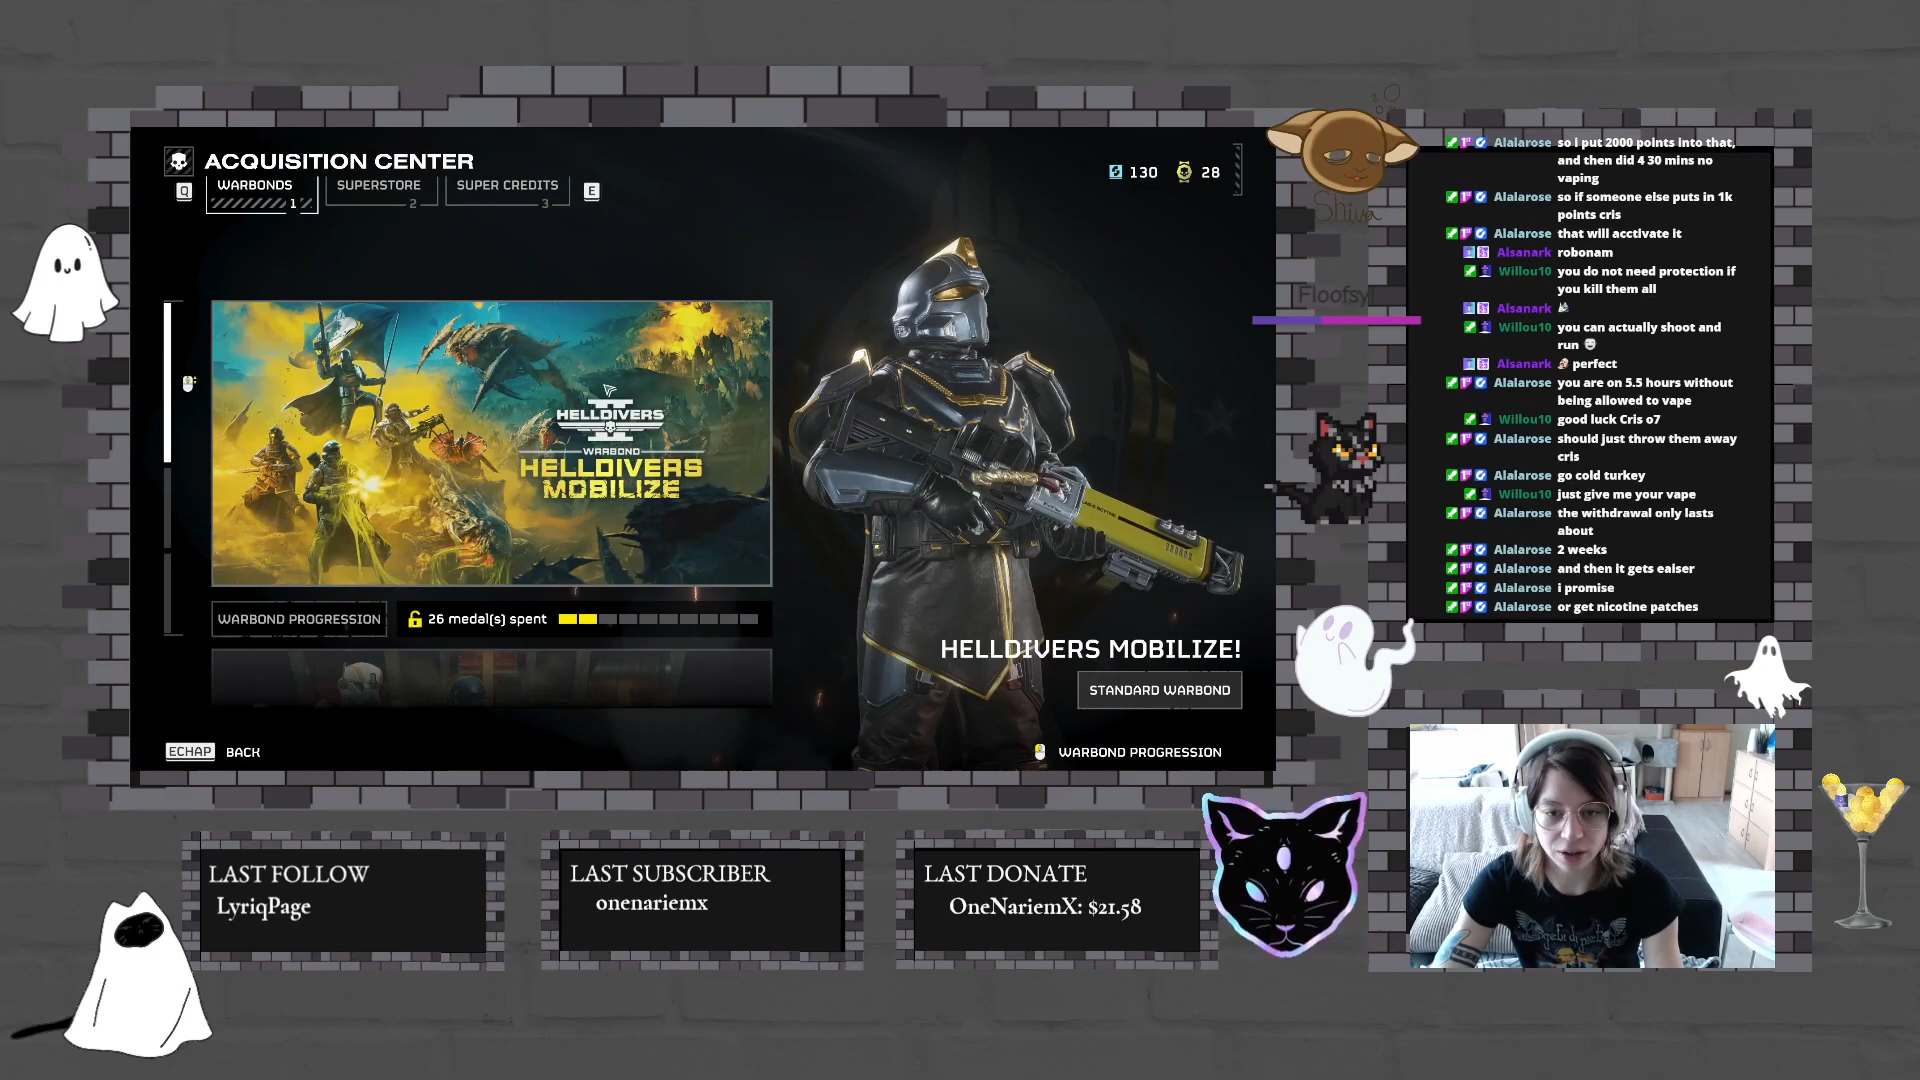 ACQUISITION CENTER
Q
WARBONDS
1
SUPERSTORE
2
SUPER CREDITS
3
E
130
28
HELLDIVERS
II
WARBOND
HELLDIVERS
MOBILIZE
WARBOND PROGRESSION
26 medal(s) spent
HELLDIVERS MOBILIZE!
STANDARD WARBOND
ECHAP BACK
WARBOND PROGRESSION
Shiva
Floofsy
Alalarose so i put 2000 points into that,
and then did 4 30 mins no
vaping
Alalarose so if someone else puts in 1k
points cris
Alalarose that will acctivate it
Alsanark robonam
Willou10 you do not need protection if
you kill them all
Alsanark
Willou10 you can actually shoot and
run
Alsanark perfect
Alalarose you are on 5.5 hours without
being allowed to vape
Willou10 good luck Cris o7
Alalarose should just throw them away
cris
Alalarose go cold turkey
Willou10 just give me your vape
Alalarose the withdrawal only lasts
about
Alalarose 2 weeks
Alalarose and then it gets eaiser
Alalarose i promise
Alalarose or get nicotine patches
LAST FOLLOW
LyriqPage
LAST SUBSCRIBER
onenariemx
LAST DONATE
OneNariemX: $21.58